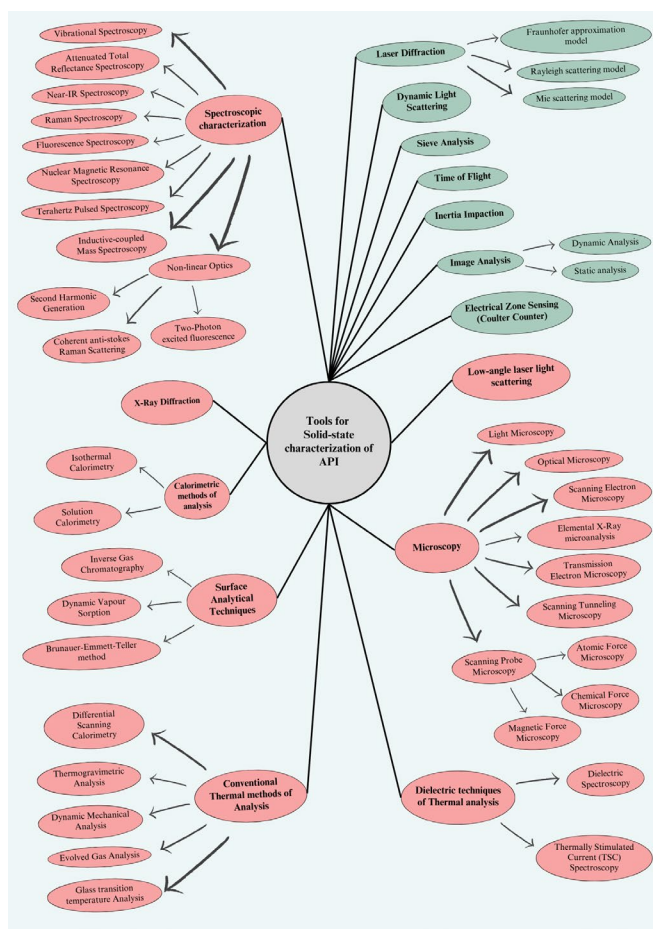 Vibrational Spectroscopy
Attenuated Total
Reflectance Spectroscopy
Near-IR Spectroscopy
Raman Spectroscopy
Fluorescence Spectroscopy
Nuclear Magnetic Resonance
Spectroscopy
Terahertz Pulsed Spectroscopy
Inductive-coupled
Mass Spectroscopy
Spectroscopic
characterization
Non-linear Optics
Second Harmonic
Generation
Coherent anti-stokes
Raman Scattering
Two-Photon
excited fluorescence
Laser Diffraction
Fraunhofer approximation
model
Rayleigh scattering model
Mie scattering model
Dynamic Light
Scattering
Sieve Analysis
Time of Flight
Inertia Impaction
Image Analysis
Dynamic Analysis
Static analysis
Electrical Zone Sensing
(Coulter Counter)
Low-angle laser light
scattering
Tools for
Solid-state
characterization of
API
X-Ray Diffraction
Calorimetric
methods of
analysis
Isothermal
Calorimetry
Solution
Calorimetry
Surface
Analytical
Techniques
Inverse Gas
Chromatography
Dynamic Vapour
Sorption
Brunauer-Emmett-Teller
method
Microscopy
Light Microscopy
Optical Microscopy
Scanning Electron
Microscopy
Elemental X-Ray
microanalysis
Transmission
Electron Microscopy
Scanning Tunneling
Microscopy
Scanning Probe
Microscopy
Atomic Force
Microscopy
Chemical Force
Microscopy
Magnetic Force
Microscopy
Conventional
Thermal methods of
Analysis
Differential
Scanning
Calorimetry
Thermogravimetric
Analysis
Dynamic Mechanical
Analysis
Evolved Gas Analysis
Glass transition
temperature Analysis
Dielectric techniques
of Thermal analysis
Dielectric
Spectroscopy
Thermally Stimulated
Current (TSC)
Spectroscopy